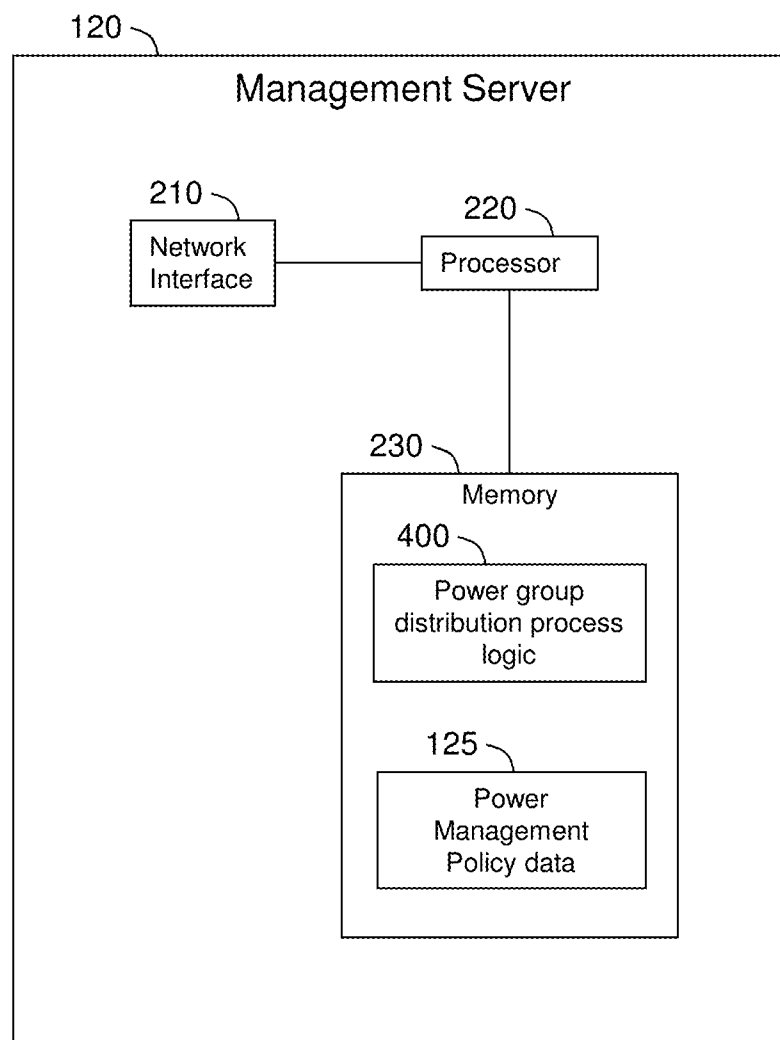 120
Management Server
210
220
Network
Interface
Processor
230
Memory
400
Power group
distribution process
logic
125
Power
Management
Policy data